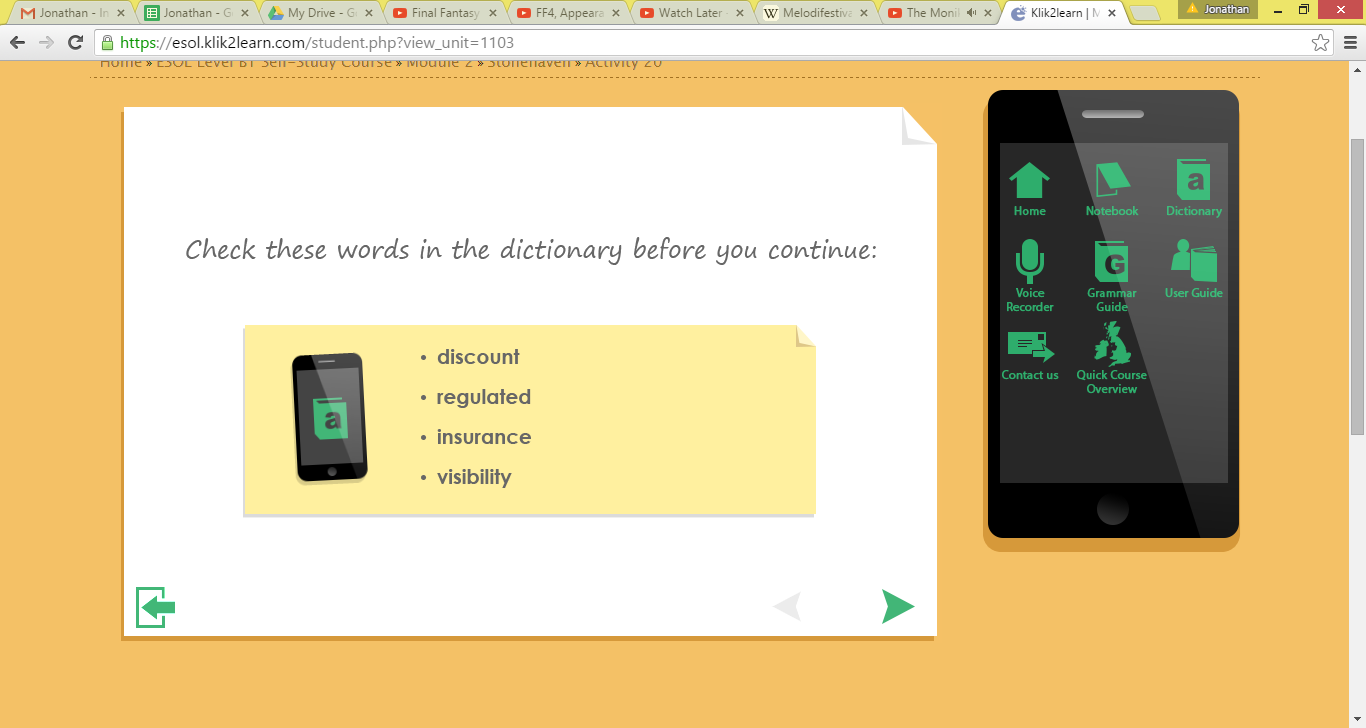 Jonathan - In
Jonathan - G
My Drive - G
Final Fantasy
FF4, Appeara
Watch Later -
Melodifestiva
The Monk
Klik2learn | M
Jonathan
https://esol.klik2learn.com/student.php?view_unit=1103
Home » ESOL Level B1 Self-Study Course » Module 2 » Stonehaven » Activity 20
Check these words in the dictionary before you continue:
a
• discount
• regulated
• insurance
• visibility
a
Home
Notebook
Dictionary
G
Voice
Recorder
Grammar
Guide
User Guide
Contact us
Quick Course
Overview